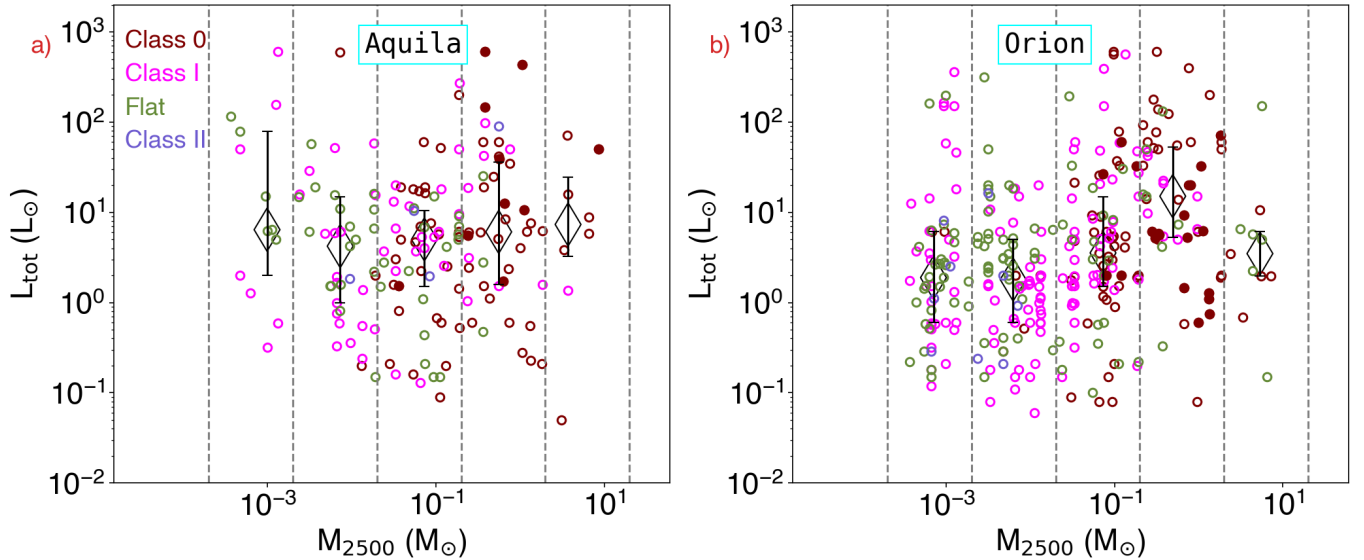 a)
Aquila
Class 0
Class I
Flat
Class II
10³
10²
10¹
10⁰
10⁻¹
10⁻²
L_tot (L_⊙)
10⁻³
10⁻¹
10¹
M_2500 (M_⊙)
b)
Orion
10³
10²
10¹
10⁰
10⁻¹
10⁻²
L_tot (L_⊙)
10⁻³
10⁻¹
10¹
M_2500 (M_⊙)